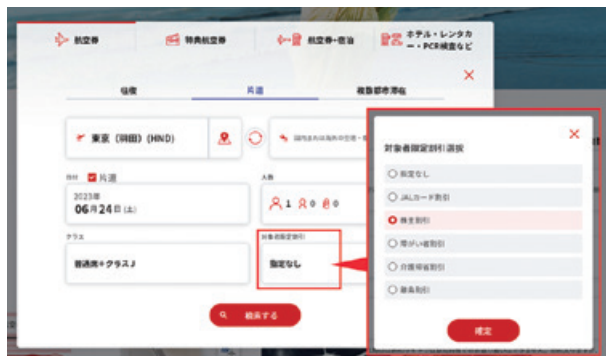 航空券
特典航空券
航空券+宿泊
ホテル・レンタカ
ー・PCR検査など
往復
片道
複数都市滞在
東京（羽田）(HND)
日付
片道
人数
2023年
06月24日(土)
1 0 0
クラス
対象者限定割引
普通席+クラス J
指定なし
検索する
対象者限定割引選択
指定なし
JALカード割引
株主割引
障がい者割引
介護帰省割引
離島割引
確定